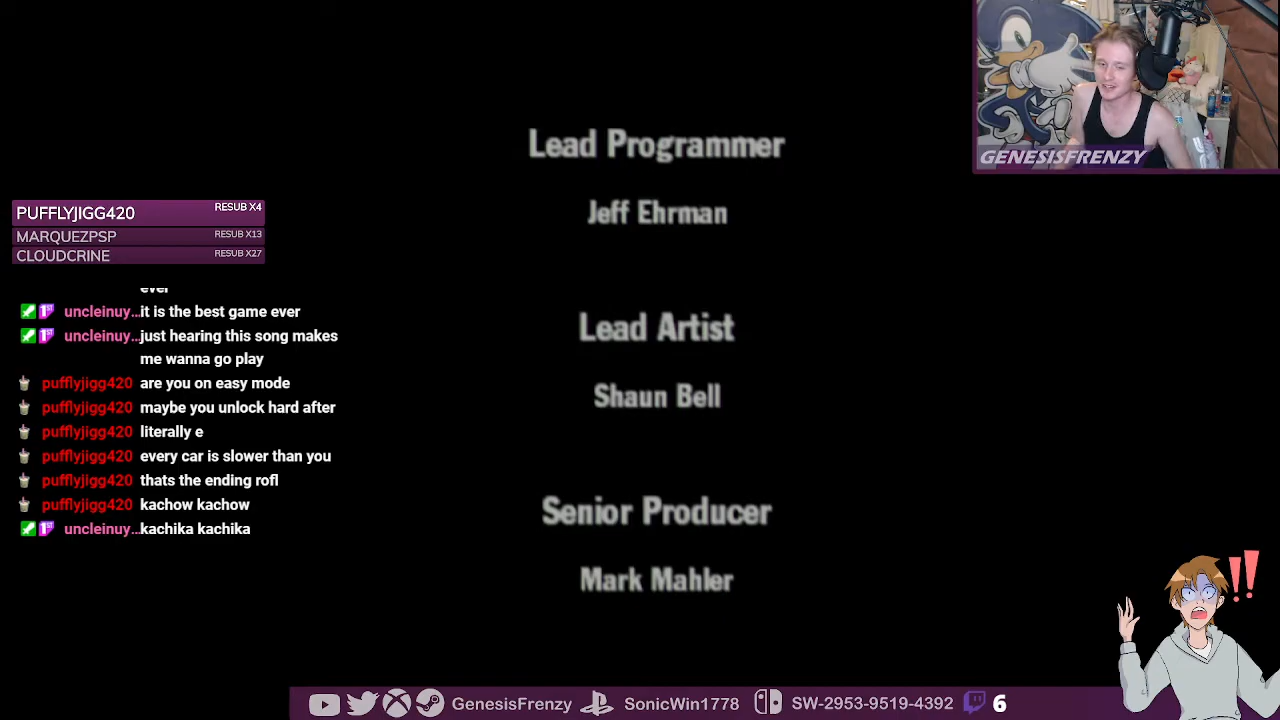 Lead Programmer
Jeff Ehrman
Lead Artist
Shaun Bell
Senior Producer
Mark Mahler
GENESISFRENZY
PUFFLYJIGG420 RESUB X4
MARQUEZPSP RESUB X13
CLOUDCRINE RESUB X27
ever
uncleinuy...it is the best game ever
uncleinuy...just hearing this song makes
me wanna go play
pufflyjigg420 are you on easy mode
pufflyjigg420 maybe you unlock hard after
pufflyjigg420 literally e
pufflyjigg420 every car is slower than you
pufflyjigg420 thats the ending rofl
pufflyjigg420 kachow kachow
uncleinuy...kachika kachika
!!
GenesisFrenzy SonicWin1778 SW-2953-9519-4392 6